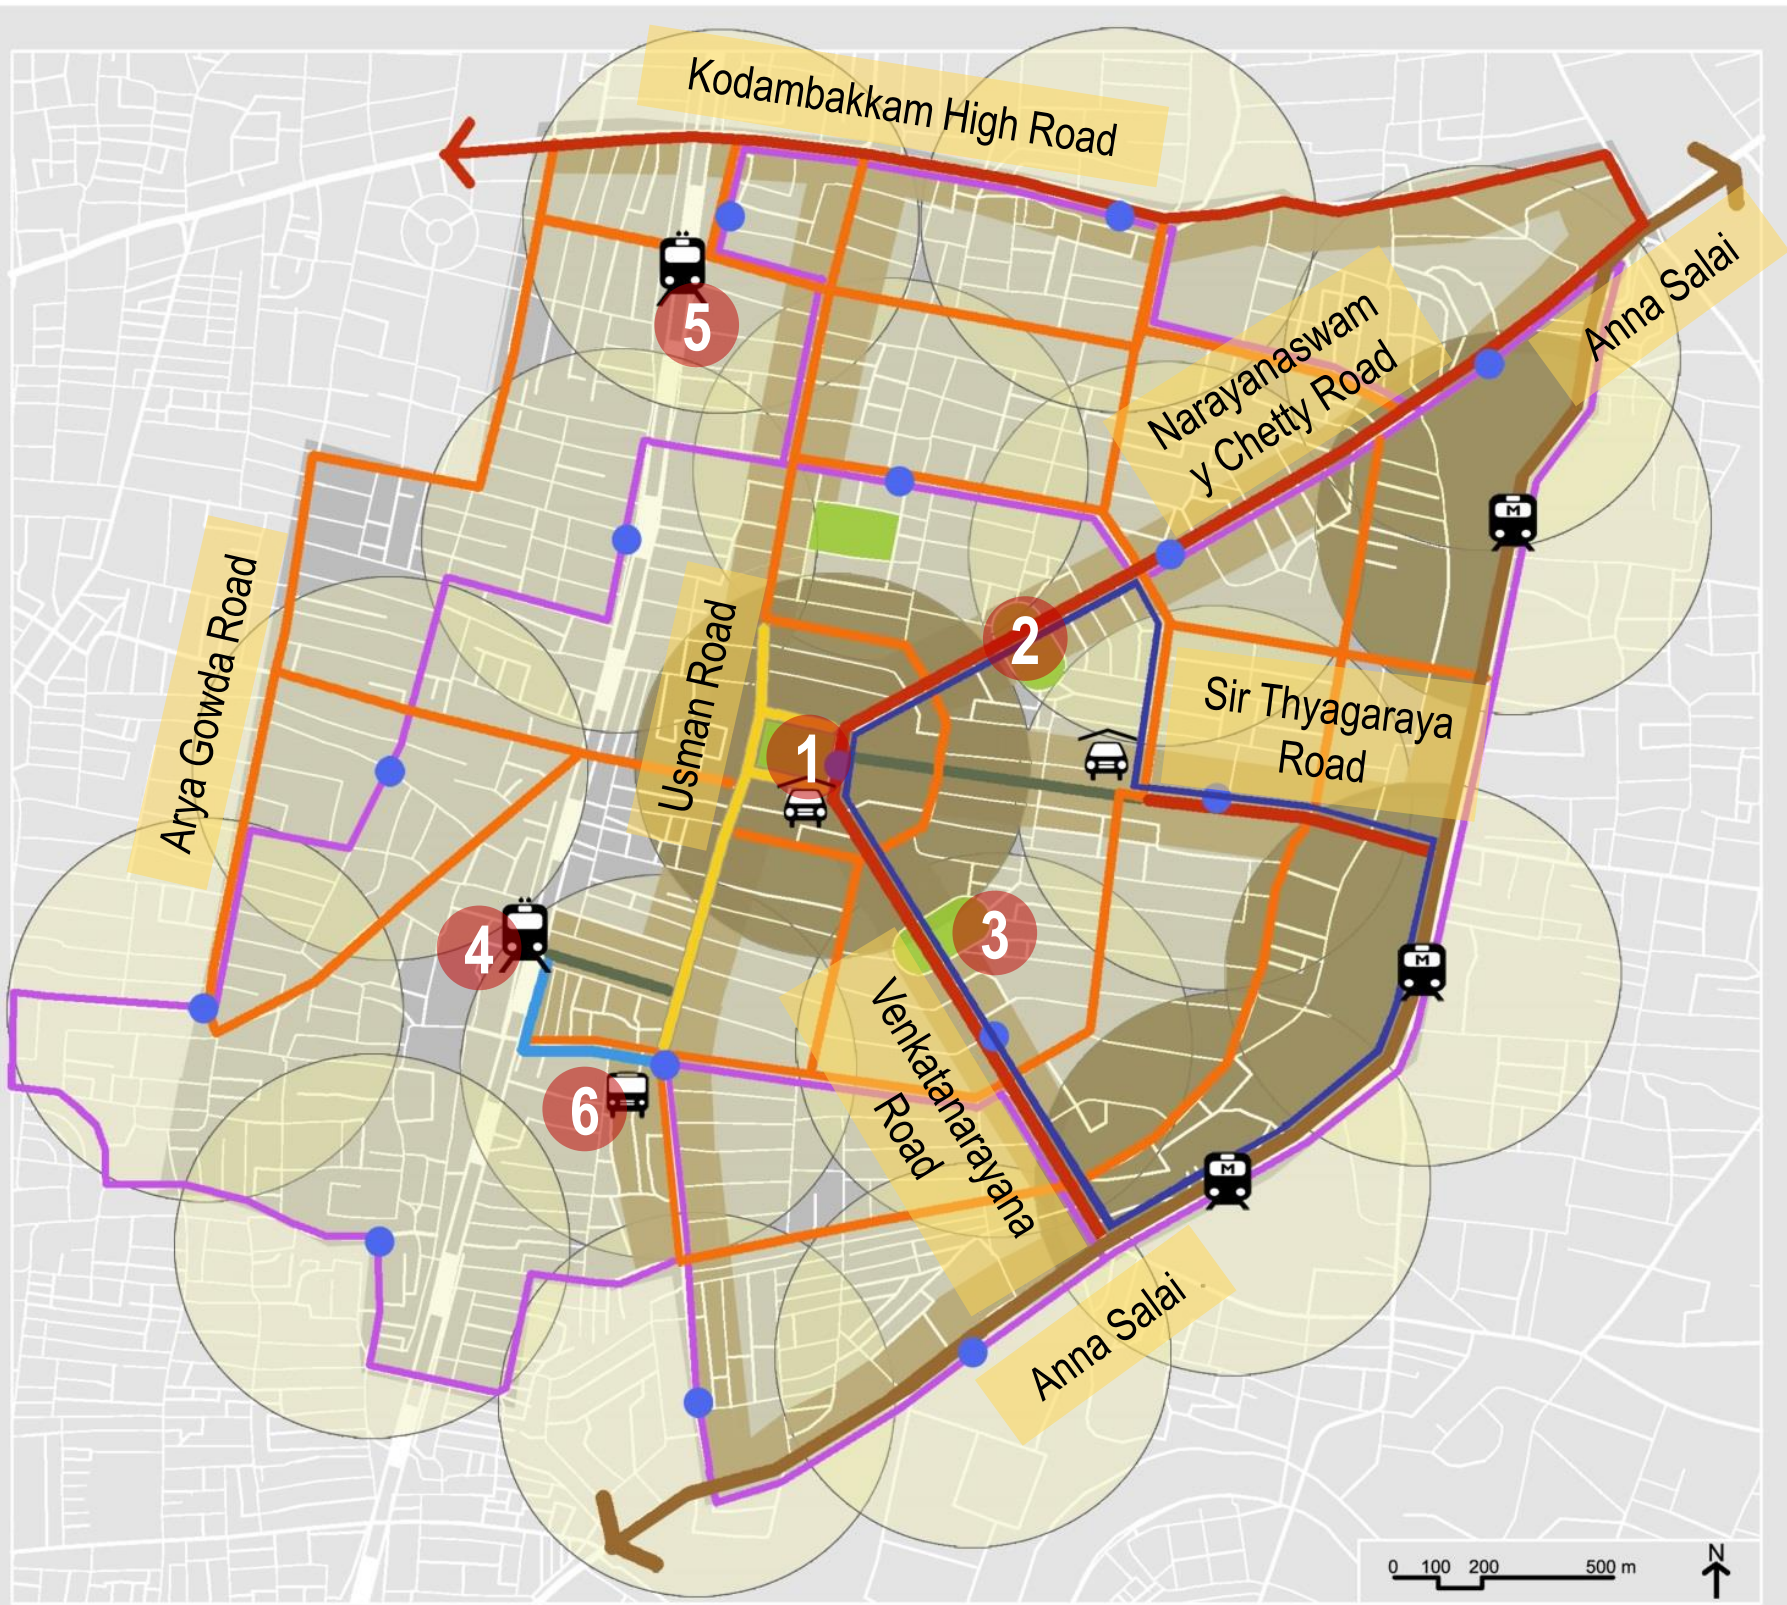 Kodambakkam High Road
Anna Salai
Narayanaswam
y Chetty Road
5
M
Arya Gowda Road
Usman Road
2
Sir Thyagaraya
Road
1
4
3
M
Venkatanarayana
Road
6
M
Anna Salai
0 100 200 500 m
N